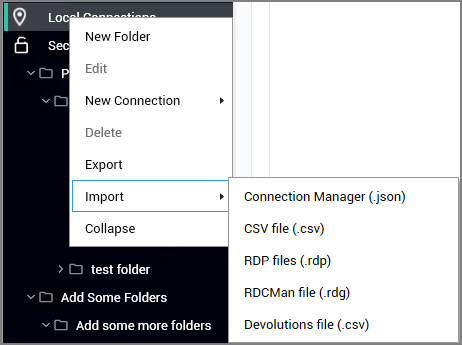 Local Connections
Sec
New Folder
Edit
P
New Connection
Delete
Export
Import
Connection Manager (.json)
Collapse
CSV file (.csv)
RDP files (.rdp)
test folder
RDCMan file (.rdg)
Add Some Folders
Devolutions file (.csv)
Add some more folders